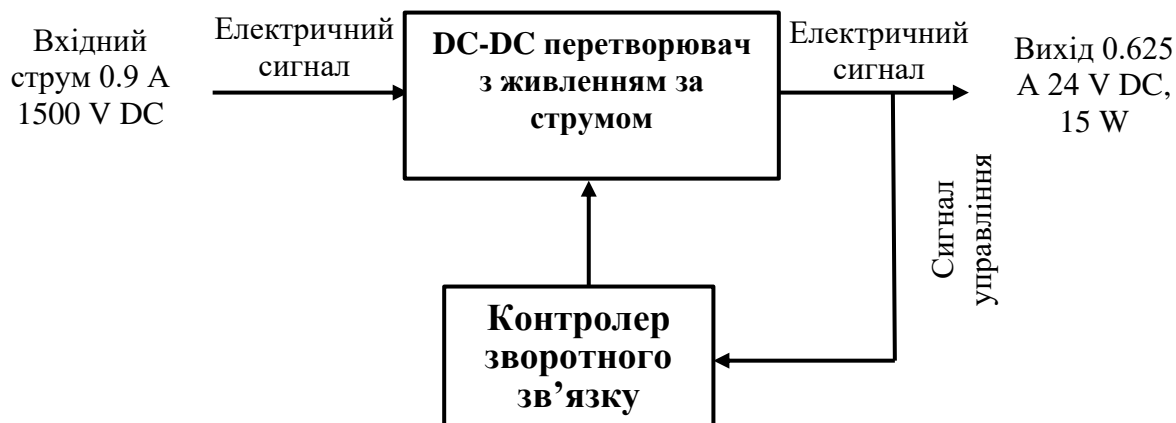 Вхідний
струм 0.9 А
1500 V DC
Електричний
сигнал
DC-DC перетворювач
з живленням за
струмом
Електричний
сигнал
Вихід 0.625
А 24 V DC,
15 W
Сигнал
управління
Контролер
зворотного
зв’язку